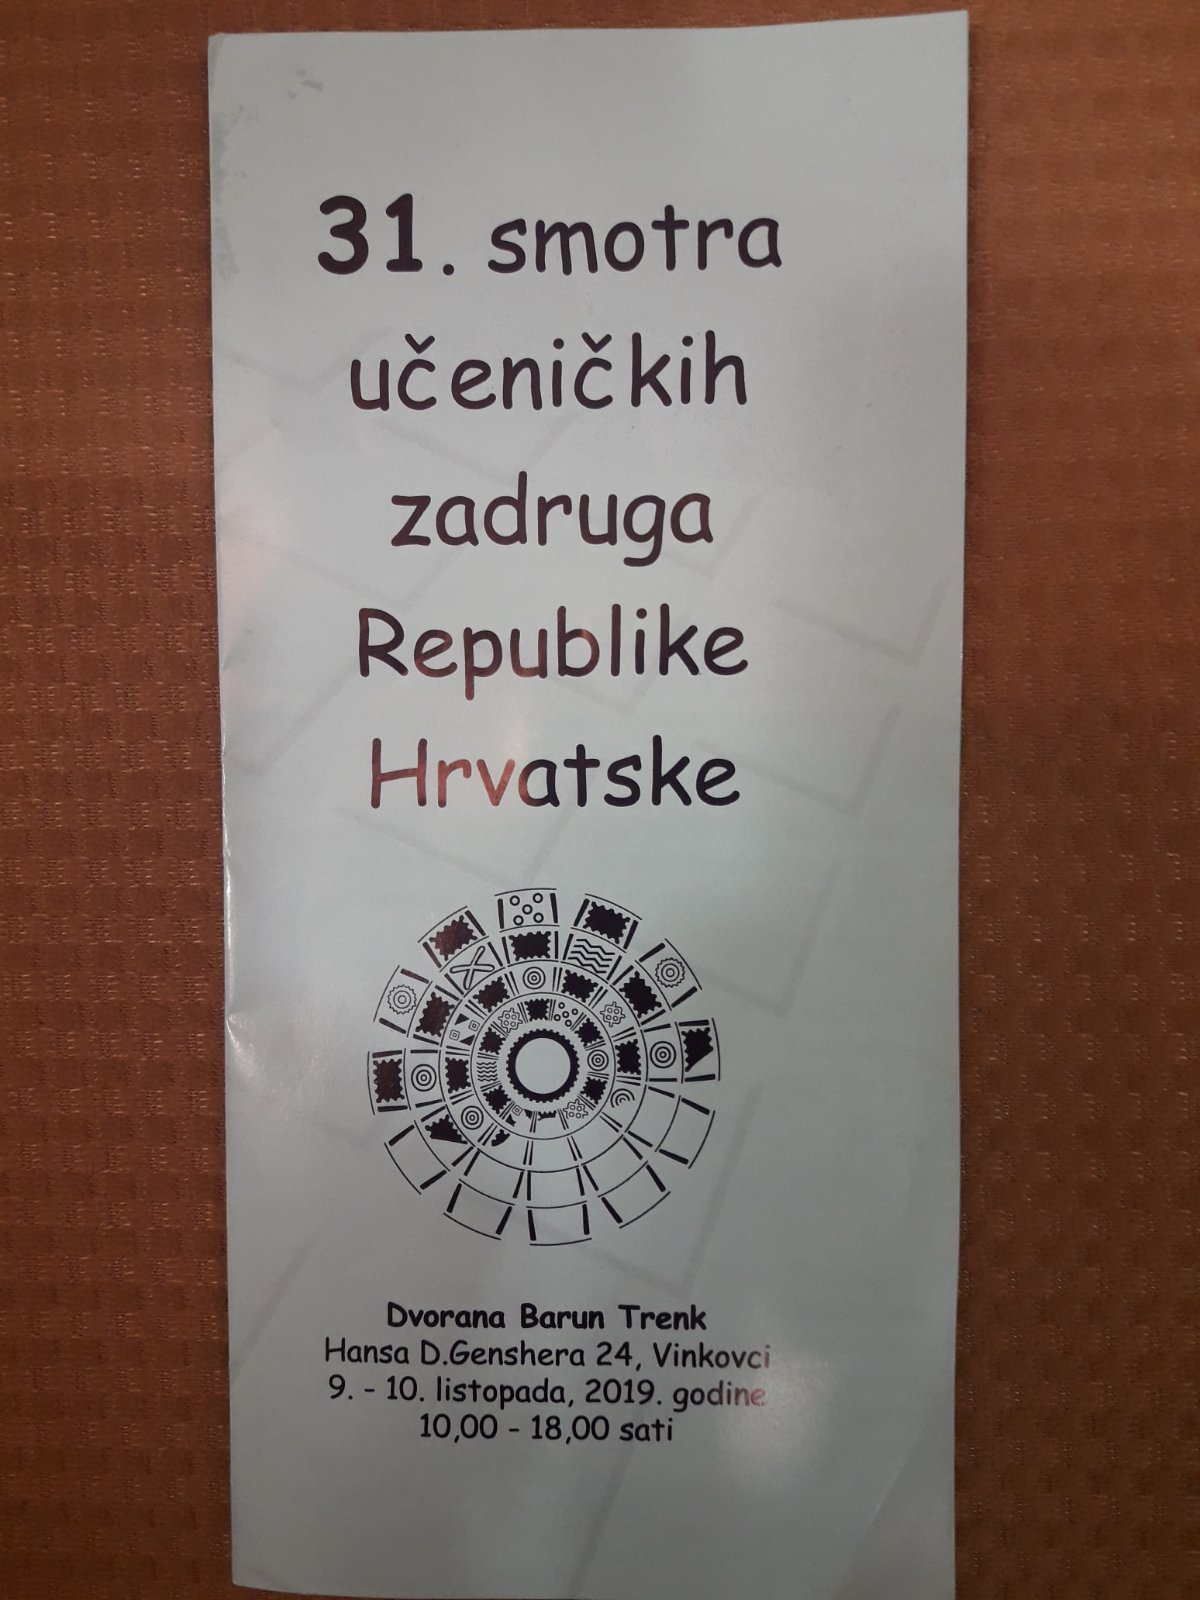 31. smotra
učeničkih
zadruga
Republike
Hrvatske
Dvorana Barun Trenk
Hansa D.Genshera 24, Vinkovci
9. - 10. listopada, 2019. godine
10,00 - 18,00 sati